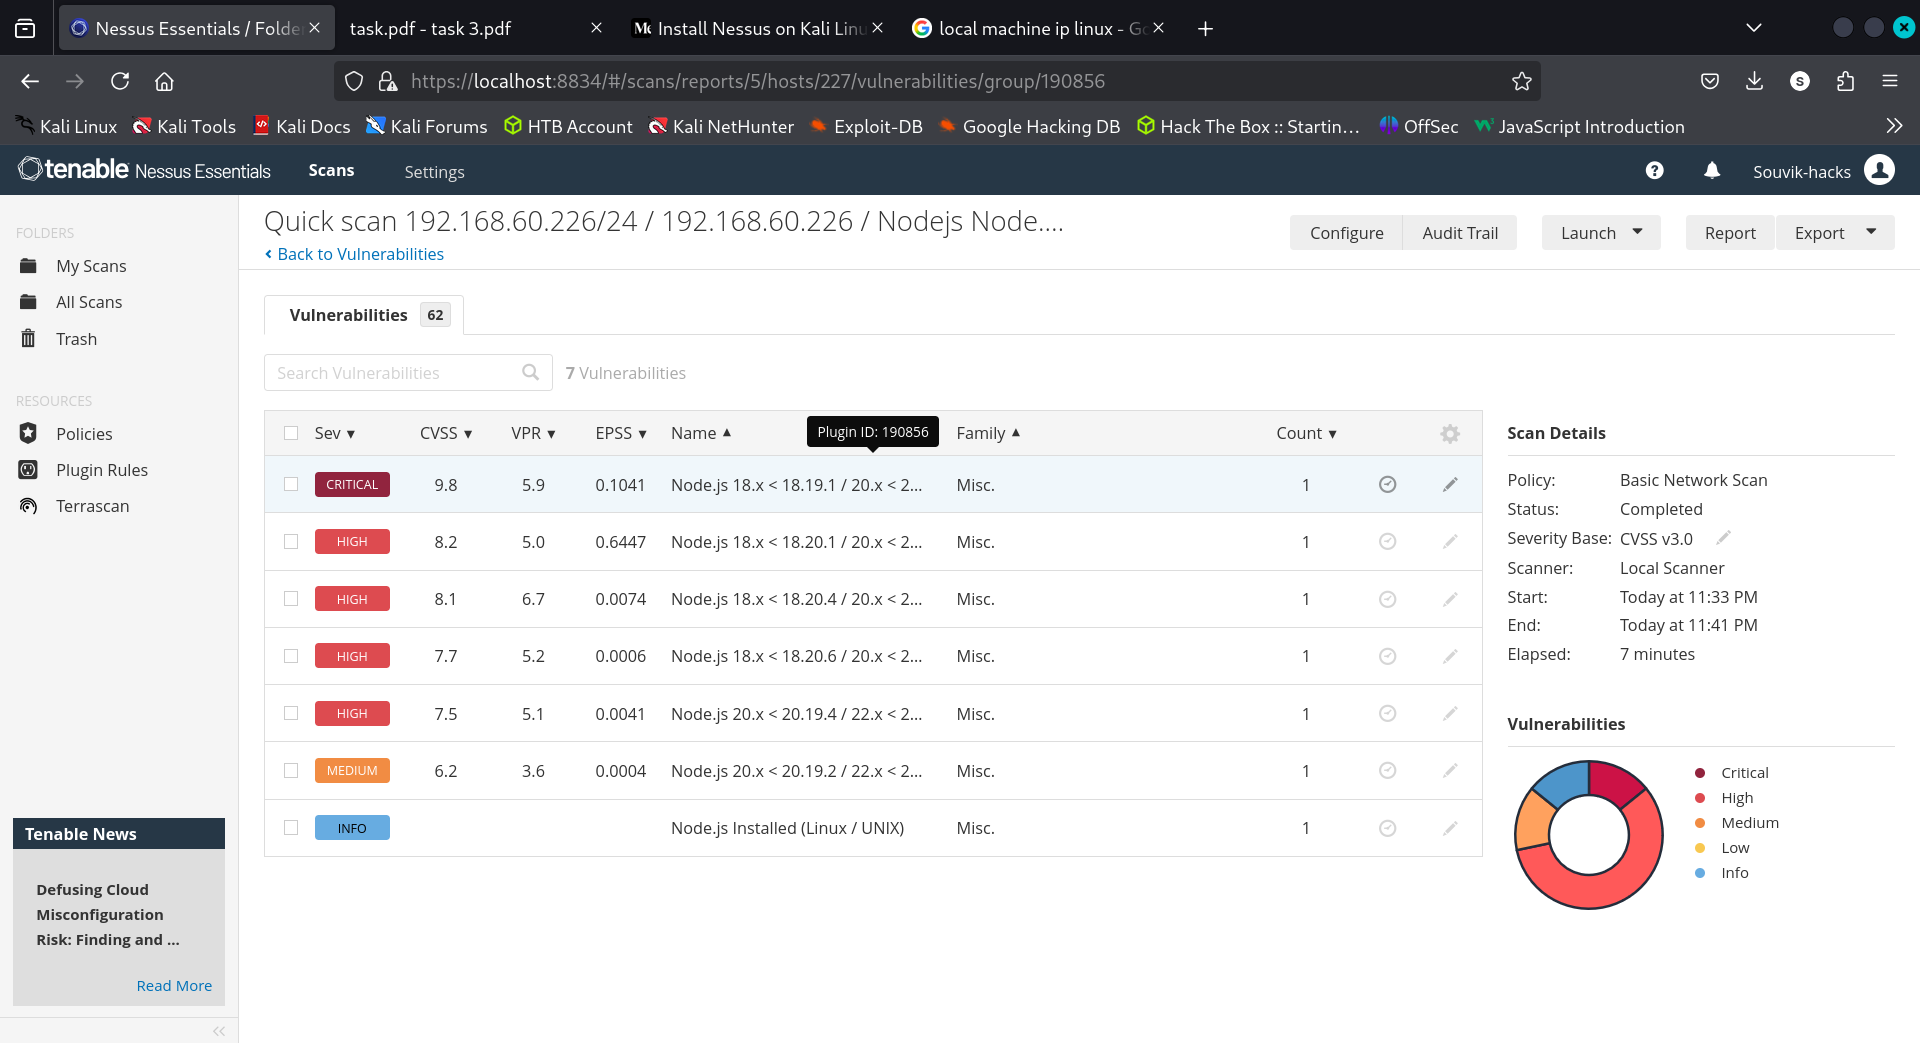 Nessus Essentials / Folde
task.pdf - task 3.pdf
Install Nessus on Kali Linu
local machine ip linux - Go
https://localhost:8834/#/scans/reports/5/hosts/227/vulnerabilities/group/190856
S
Kali Linux
Kali Tools
Kali Docs
Kali Forums
HTB Account
Kali NetHunter
Exploit-DB
Google Hacking DB
Hack The Box :: Startin…
OffSec
JavaScript Introduction
tenable Nessus Essentials
Scans
Settings
Souvik-hacks
FOLDERS
My Scans
All Scans
Trash
RESOURCES
Policies
Plugin Rules
Terrascan
Tenable News
Defusing Cloud
Misconfiguration
Risk: Finding and ...
Read More
Quick scan 192.168.60.226/24 / 192.168.60.226 / Nodejs Node....
Back to Vulnerabilities
Configure
Audit Trail
Launch
Report
Export
Vulnerabilities 62
Search Vulnerabilities
7 Vulnerabilities
Sev CVSS VPR EPSS Name Family Count
Plugin ID: 190856
CRITICAL 9.8 5.9 0.1041 Node.js 18.x < 18.19.1 / 20.x < 2... Misc. 1
HIGH 8.2 5.0 0.6447 Node.js 18.x < 18.20.1 / 20.x < 2... Misc. 1
HIGH 8.1 6.7 0.0074 Node.js 18.x < 18.20.4 / 20.x < 2... Misc. 1
HIGH 7.7 5.2 0.0006 Node.js 18.x < 18.20.6 / 20.x < 2... Misc. 1
HIGH 7.5 5.1 0.0041 Node.js 20.x < 20.19.4 / 22.x < 2... Misc. 1
MEDIUM 6.2 3.6 0.0004 Node.js 20.x < 20.19.2 / 22.x < 2... Misc. 1
INFO Node.js Installed (Linux / UNIX) Misc. 1
Scan Details
Policy: Basic Network Scan
Status: Completed
Severity Base: CVSS v3.0
Scanner: Local Scanner
Start: Today at 11:33 PM
End: Today at 11:41 PM
Elapsed: 7 minutes
Vulnerabilities
Critical
High
Medium
Low
Info